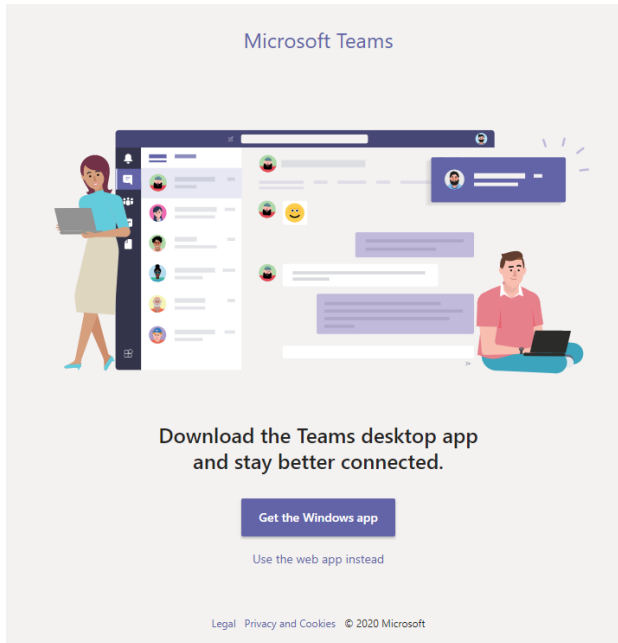 Microsoft Teams
Download the Teams desktop app
and stay better connected.
Get the Windows app
Use the web app instead
Legal Privacy and Cookies © 2020 Microsoft